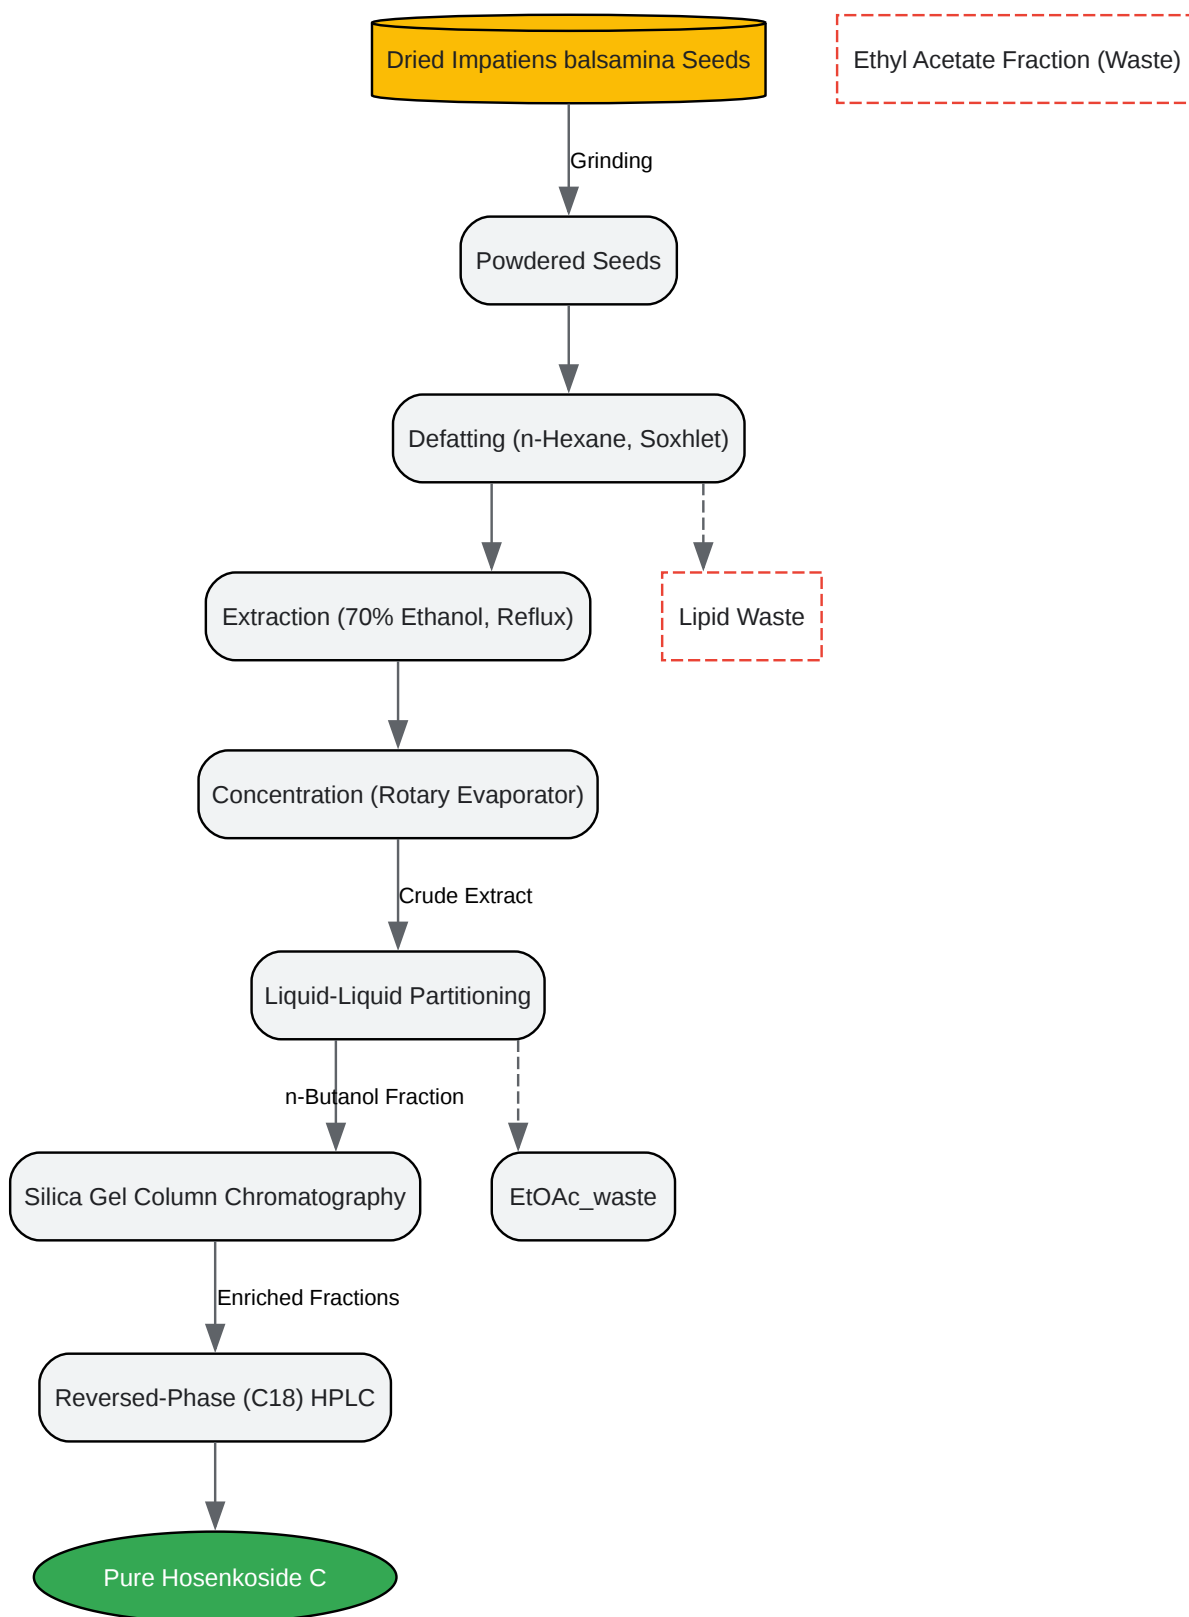 Dried Impatiens balsamina Seeds
Ethyl Acetate Fraction (Waste)
Grinding
Powdered Seeds
Defatting (n-Hexane, Soxhlet)
Extraction (70% Ethanol, Reflux)
Lipid Waste
Concentration (Rotary Evaporator)
Crude Extract
Liquid-Liquid Partitioning
n-Butanol Fraction
Silica Gel Column Chromatography
EtOAc_waste
Enriched Fractions
Reversed-Phase (C18) HPLC
Pure Hosenkoside C